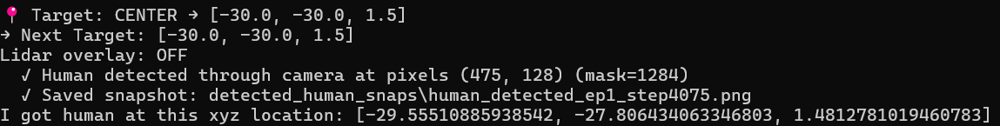 📍 Target: CENTER → [-30.0, -30.0, 1.5]
→ Next Target: [-30.0, -30.0, 1.5]
Lidar overlay: OFF
✓ Human detected through camera at pixels (475, 128) (mask=1284)
✓ Saved snapshot: detected_human_snaps\human_detected_ep1_step4075.png
I got human at this xyz location: [-29.55510885938542, -27.806434063346803, 1.4812781019460783]